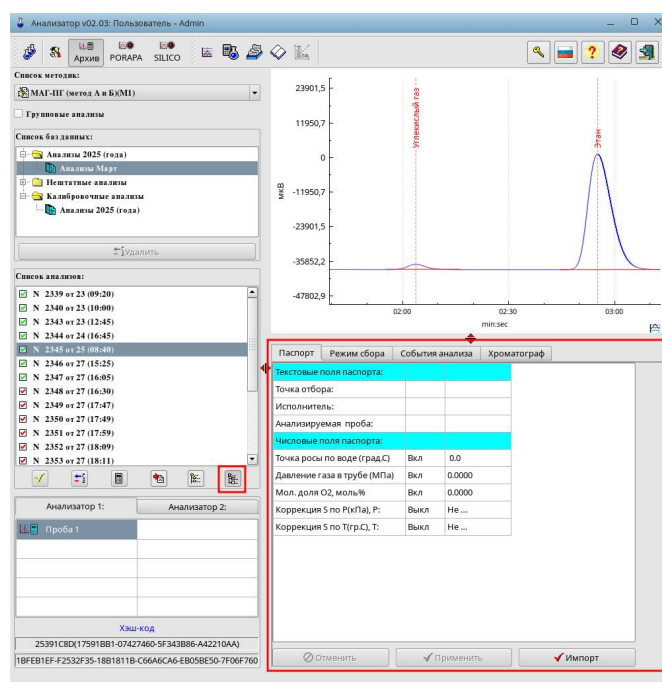 Анализатор v02.03: Пользователь - Admin
Архив PORAPA SILICO
Список методик:
МАГ-ПГ (метод А и Б)(М1)
Групповые анализы
Список баз данных:
Анализы 2025 (года)
Анализы Март
Нештатные анализы
Калибровочные анализы
Анализы 2025 (года)
Удалить
Список анализов:
N 2339 от 23 (09:20)
N 2340 от 23 (10:00)
N 2343 от 23 (12:45)
N 2344 от 24 (16:45)
N 2345 от 25 (08:40)
N 2346 от 27 (15:25)
N 2347 от 27 (16:05)
N 2348 от 27 (16:30)
N 2349 от 27 (17:47)
N 2350 от 27 (17:49)
N 2351 от 27 (17:59)
N 2352 от 27 (18:09)
N 2353 от 27 (18:11)
Анализатор 1: Анализатор 2:
Проба 1
Хэш-код
25391C8D(17591BB1-07427460-5F343B86-A42210AA)
1BFEB1EF-F2532F35-18B1811B-C66A6CA6-EB05BE50-7F06F760
23901,5
11950,7
0
-11950,7
-23901,5
-35852,2
-47802,9
мкВ
Углекислый газ
Этан
02:00 02:30 03:00
min:sec
Паспорт Режим сбора События анализа Хроматограф
Текстовые поля паспорта:
Точка отбора:
Исполнитель:
Анализируемая проба:
Числовые поля паспорта:
Точка росы по воде (град.С) Вкл 0.0
Давление газа в трубе (МПа) Вкл 0.0000
Мол. доля O2, моль% Вкл 0.0000
Коррекция S по P(кПа), P: Выкл Не ...
Коррекция S по T(гр.С), T: Выкл Не ...
Отменить Применить Импорт